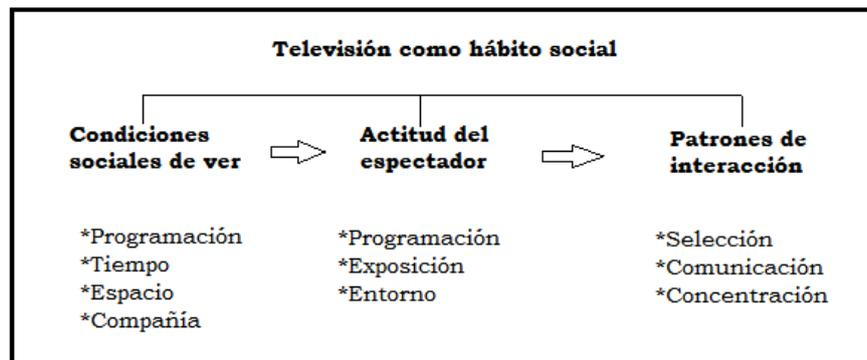 Televisión como hábito social
Condiciones
sociales de ver
Actitud del
espectador
Patrones de
interacción
*Programación
*Tiempo
*Espacio
*Compañía
*Programación
*Exposición
*Entorno
*Selección
*Comunicación
*Concentración